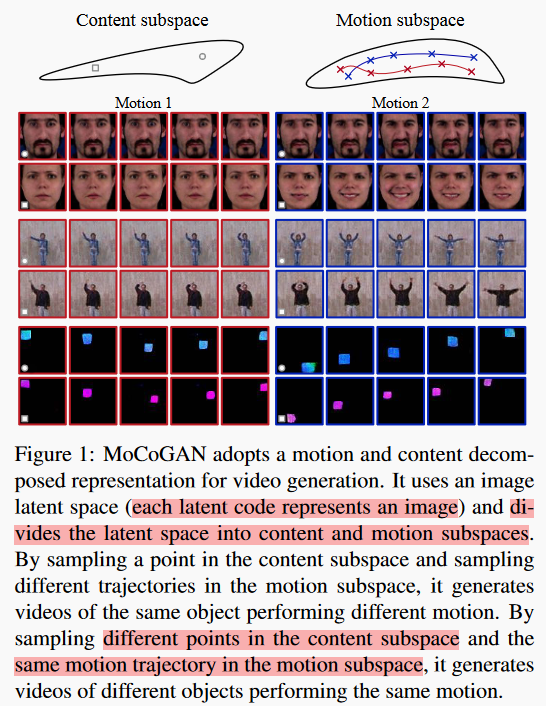 Content subspace
Motion subspace
Motion 1
Motion 2
Figure 1: MoCoGAN adopts a motion and content decom-
posed representation for video generation. It uses an image
latent space (each latent code represents an image) and di-
vides the latent space into content and motion subspaces.
By sampling a point in the content subspace and sampling
different trajectories in the motion subspace, it generates
videos of the same object performing different motion. By
sampling different points in the content subspace and the
same motion trajectory in the motion subspace, it generates
videos of different objects performing the same motion.